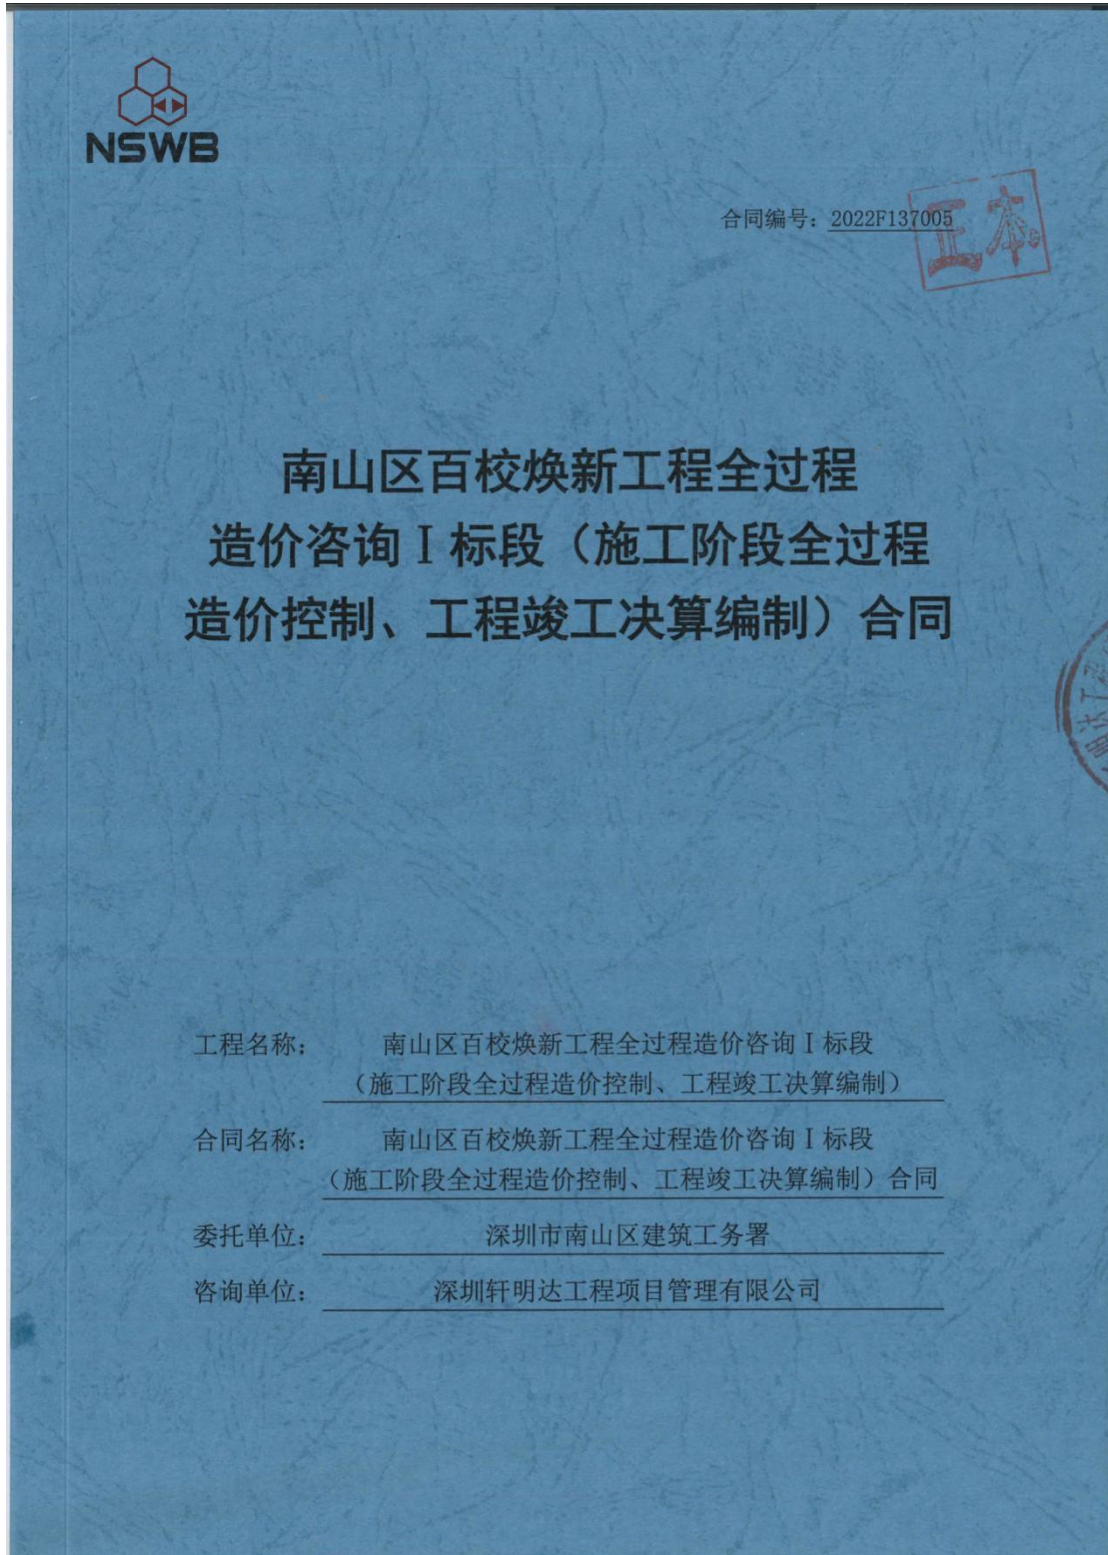 NSWB
合同编号：2022F137005
正本
南山区百校焕新工程全过程
造价咨询Ⅰ标段（施工阶段全过程
造价控制、工程竣工决算编制）合同
工程名称： 南山区百校焕新工程全过程造价咨询Ⅰ标段
（施工阶段全过程造价控制、工程竣工决算编制）
合同名称： 南山区百校焕新工程全过程造价咨询Ⅰ标段
（施工阶段全过程造价控制、工程竣工决算编制）合同
委托单位： 深圳市南山区建筑工务署
咨询单位： 深圳轩明达工程项目管理有限公司